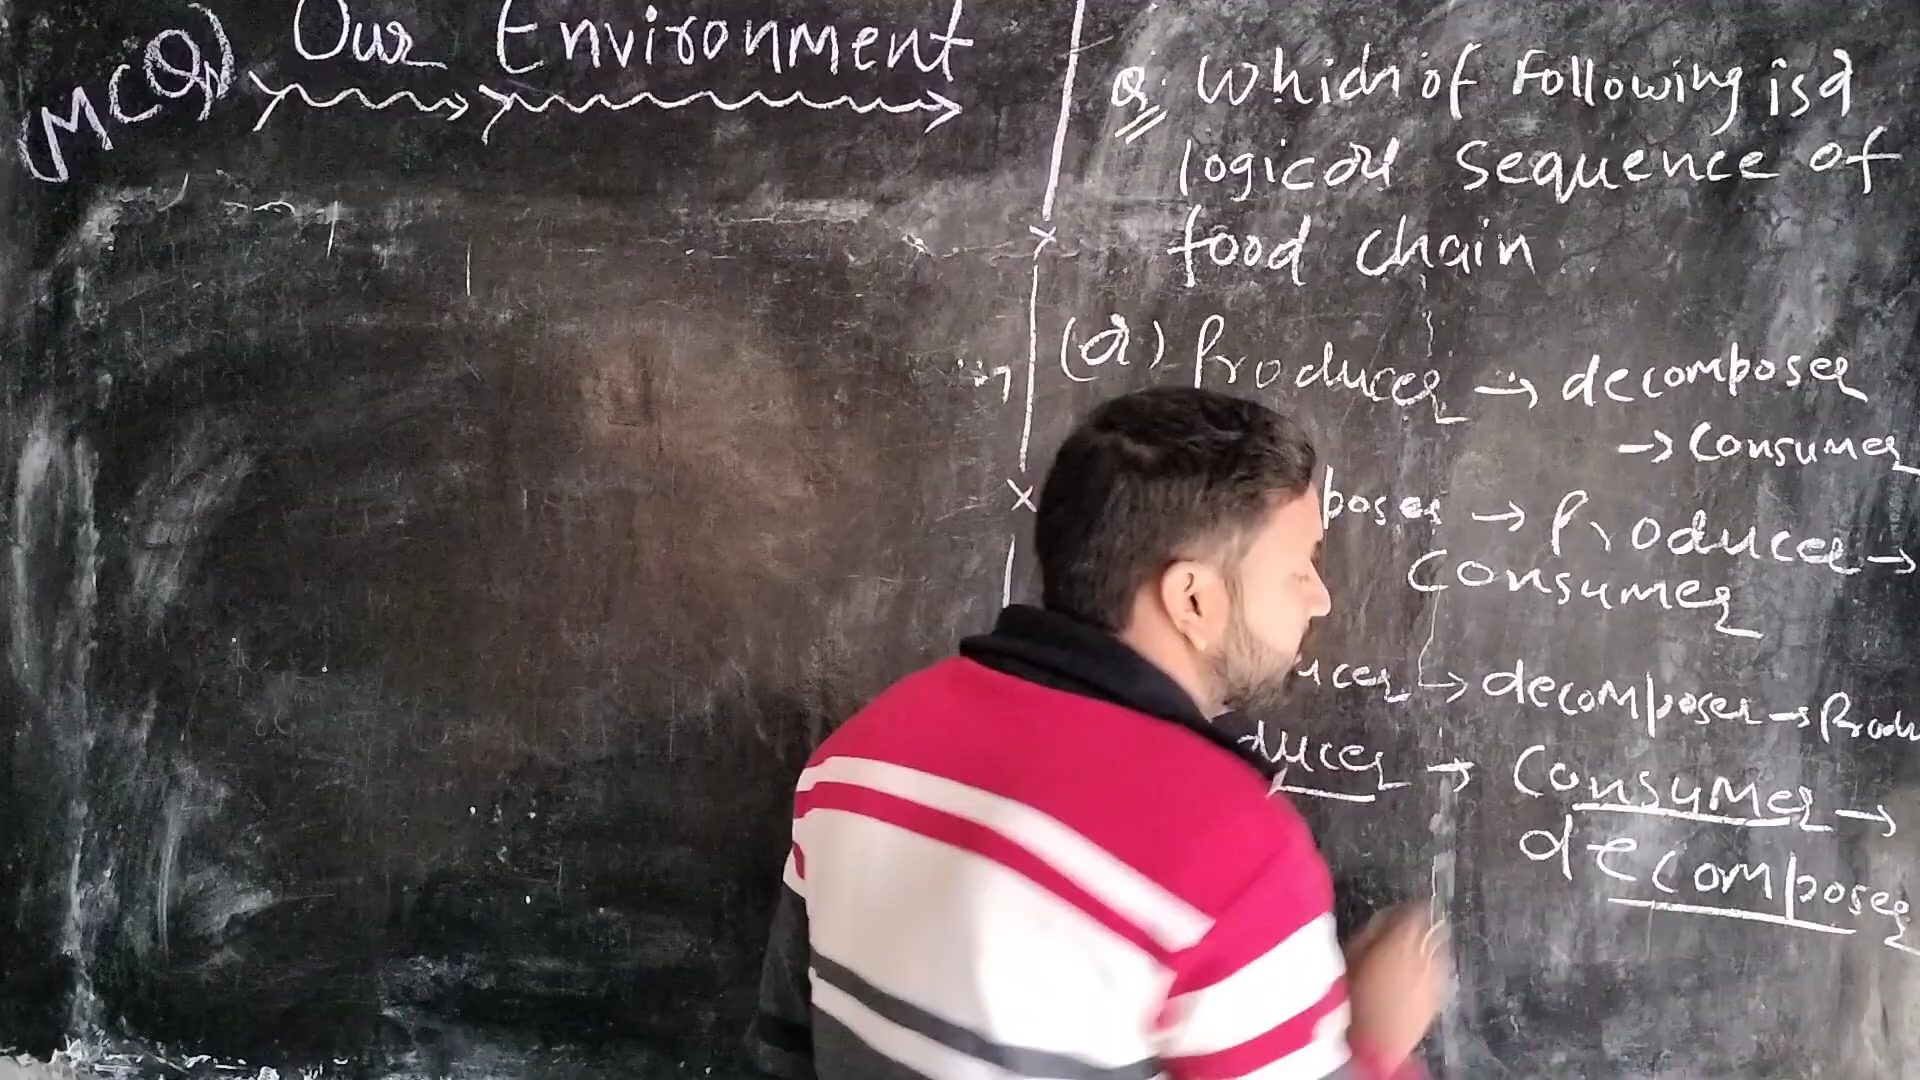 (MCQs) Our Environment
Q. Which of following is a
logical sequence of
food chain
(a) Producer → decomposer
→ Consumer
poser → Producer →
Consumer
ucer → decomposer → Produ
ducer → Consumer →
decomposer